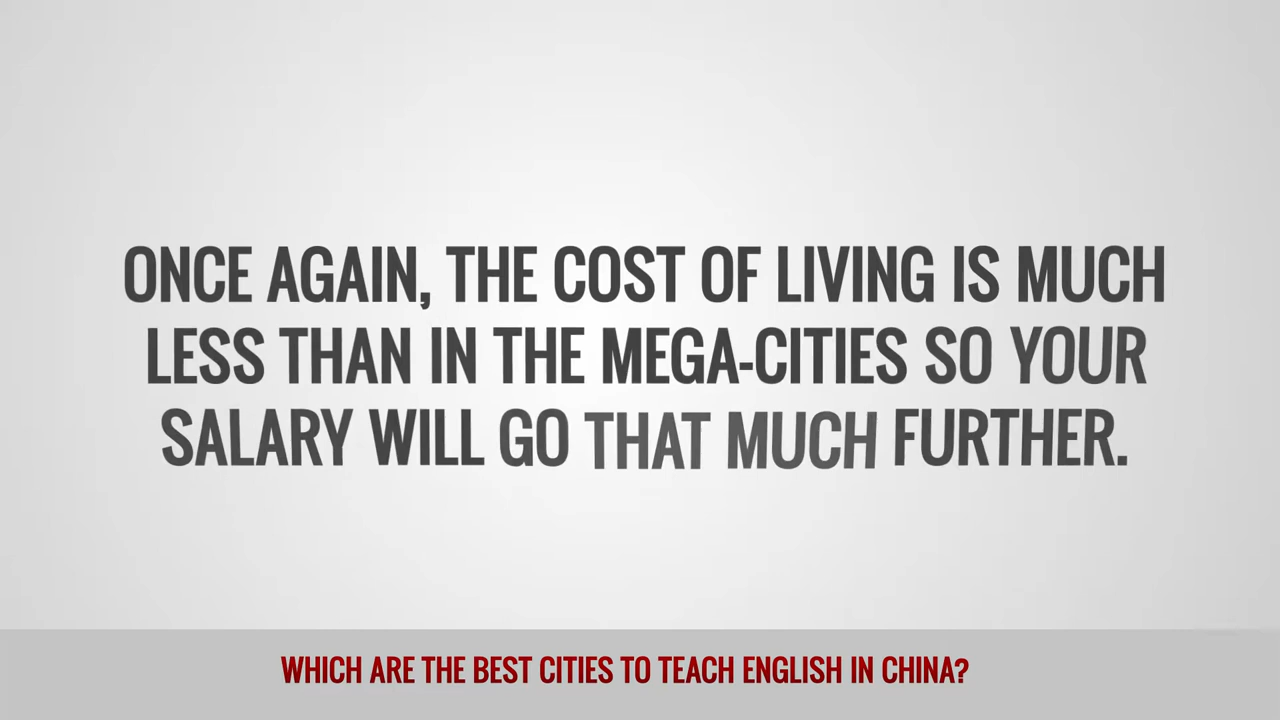 ONCE AGAIN, THE COST OF LIVING IS MUCH
LESS THAN IN THE MEGA-CITIES SO YOUR
SALARY WILL GO THAT MUCH FURTHER.
WHICH ARE THE BEST CITIES TO TEACH ENGLISH IN CHINA?